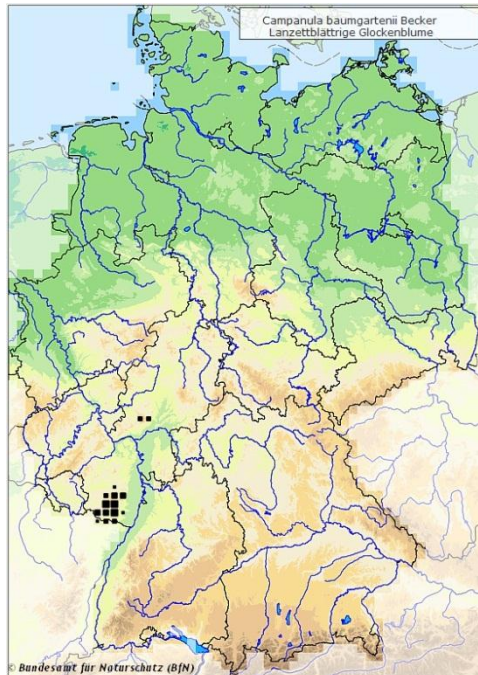 Campanula baumgartenii Becker
Lanzettblättrige Glockenblume
© Bundesamt für Naturschutz (BfN)